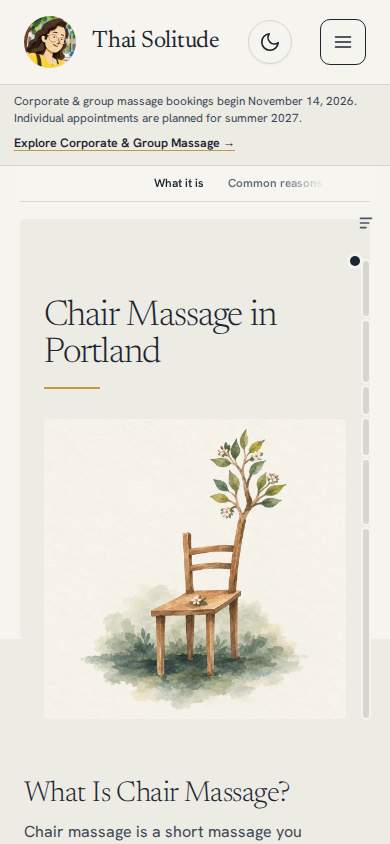 Thai Solitude
Corporate & group massage bookings begin November 14, 2026.
Individual appointments are planned for summer 2027.
Explore Corporate & Group Massage →
What it is
Common reasons
Chair Massage in
Portland
What Is Chair Massage?
Chair massage is a short massage you